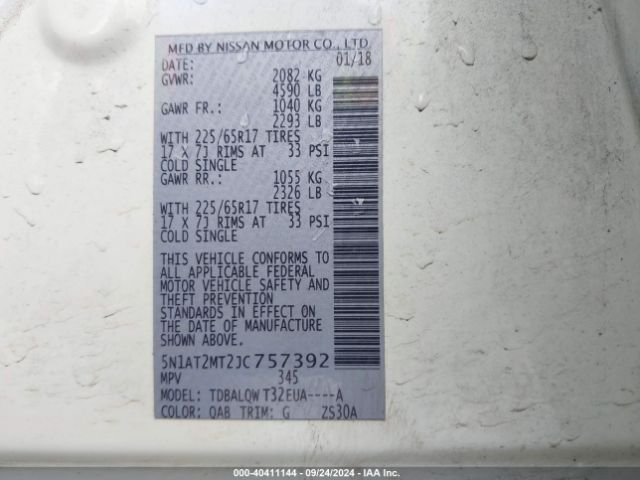 MFD BY NISSAN MOTOR CO., LTD.
DATE: 01/18
GVWR: 2082 KG
4590 LB
GAWR FR.: 1040 KG
2293 LB
WITH 225/65R17 TIRES
17 X 7J RIMS AT 33 PSI
COLD SINGLE
GAWR RR.: 1055 KG
2326 LB
WITH 225/65R17 TIRES
17 X 7J RIMS AT 33 PSI
COLD SINGLE
THIS VEHICLE CONFORMS TO
ALL APPLICABLE FEDERAL
MOTOR VEHICLE SAFETY AND
THEFT PREVENTION
STANDARDS IN EFFECT ON
THE DATE OF MANUFACTURE
SHOWN ABOVE.
5N1AT2MT2JC757392
MPV 345
MODEL: TDBALQW T32EUA----A
COLOR: QAB TRIM: G ZS30A
000-40411144 - 09/24/2024 - IAA Inc.